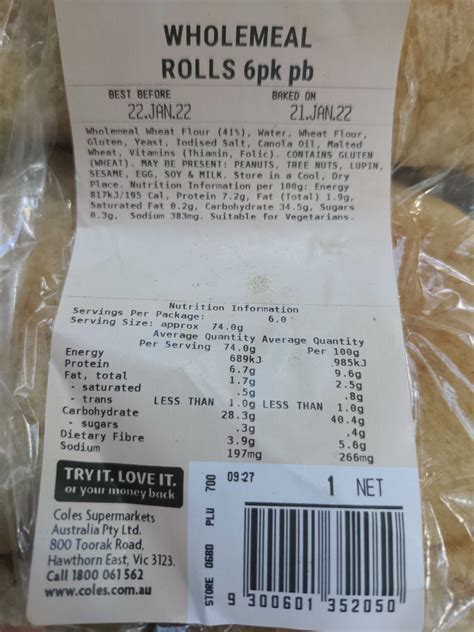 WHOLEMEAL
ROLLS 6pk pb
BEST BEFORE BAKED ON
22.JAN.22 21.JAN.22
Wholemeal Wheat Flour (41%), Water, Wheat Flour,
Gluten, Yeast, Iodised Salt, Canola Oil, Malted
Wheat, Vitamins (Thiamin, Folic). CONTAINS GLUTEN
(WHEAT). MAY BE PRESENT: PEANUTS, TREE NUTS, LUPIN,
SESAME, EGG, SOY & MILK. Store in a Cool, Dry
Place. Nutrition Information per 100g: Energy
817kJ/195 Cal, Protein 7.2g, Fat (Total) 1.9g,
Saturated Fat 0.2g, Carbohydrate 34.5g, Sugars
0.3g, Sodium 383mg. Suitable for Vegetarians.
Nutrition Information
Servings Per Package: 6.0
Serving Size: approx 74.0g
Average Quantity Average Quantity
Per Serving 74.0g Per 100g
Energy 689kJ 985kJ
Protein 6.7g 9.6g
Fat, total 1.7g 2.5g
- saturated .5g .8g
- trans LESS THAN 1.0g LESS THAN 1.0g
Carbohydrate 28.3g 40.4g
- sugars .3g .4g
Dietary Fibre 3.9g 5.6g
Sodium 197mg 266mg
TRY IT. LOVE IT.
or your money back
Coles Supermarkets
Australia Pty Ltd.
800 Toorak Road,
Hawthorn East, Vic 3123.
Call 1800 061 562
www.coles.com.au
STORE 0680 PLU 700
09:27
1 NET
9 300601 352050